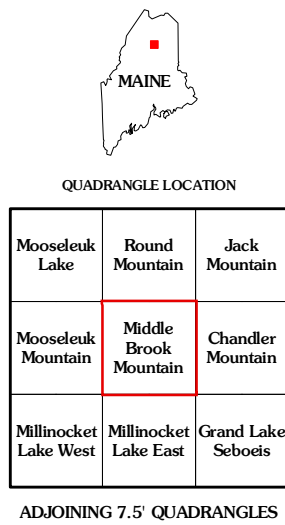 MAINE
QUADRANGLE LOCATION
Mooseleuk
Lake
Round
Mountain
Jack
Mountain
Mooseleuk
Mountain
Middle
Brook
Mountain
Chandler
Mountain
Millinocket
Lake West
Millinocket
Lake East
Grand Lake
Seboeis
ADJOINING 7.5' QUADRANGLES